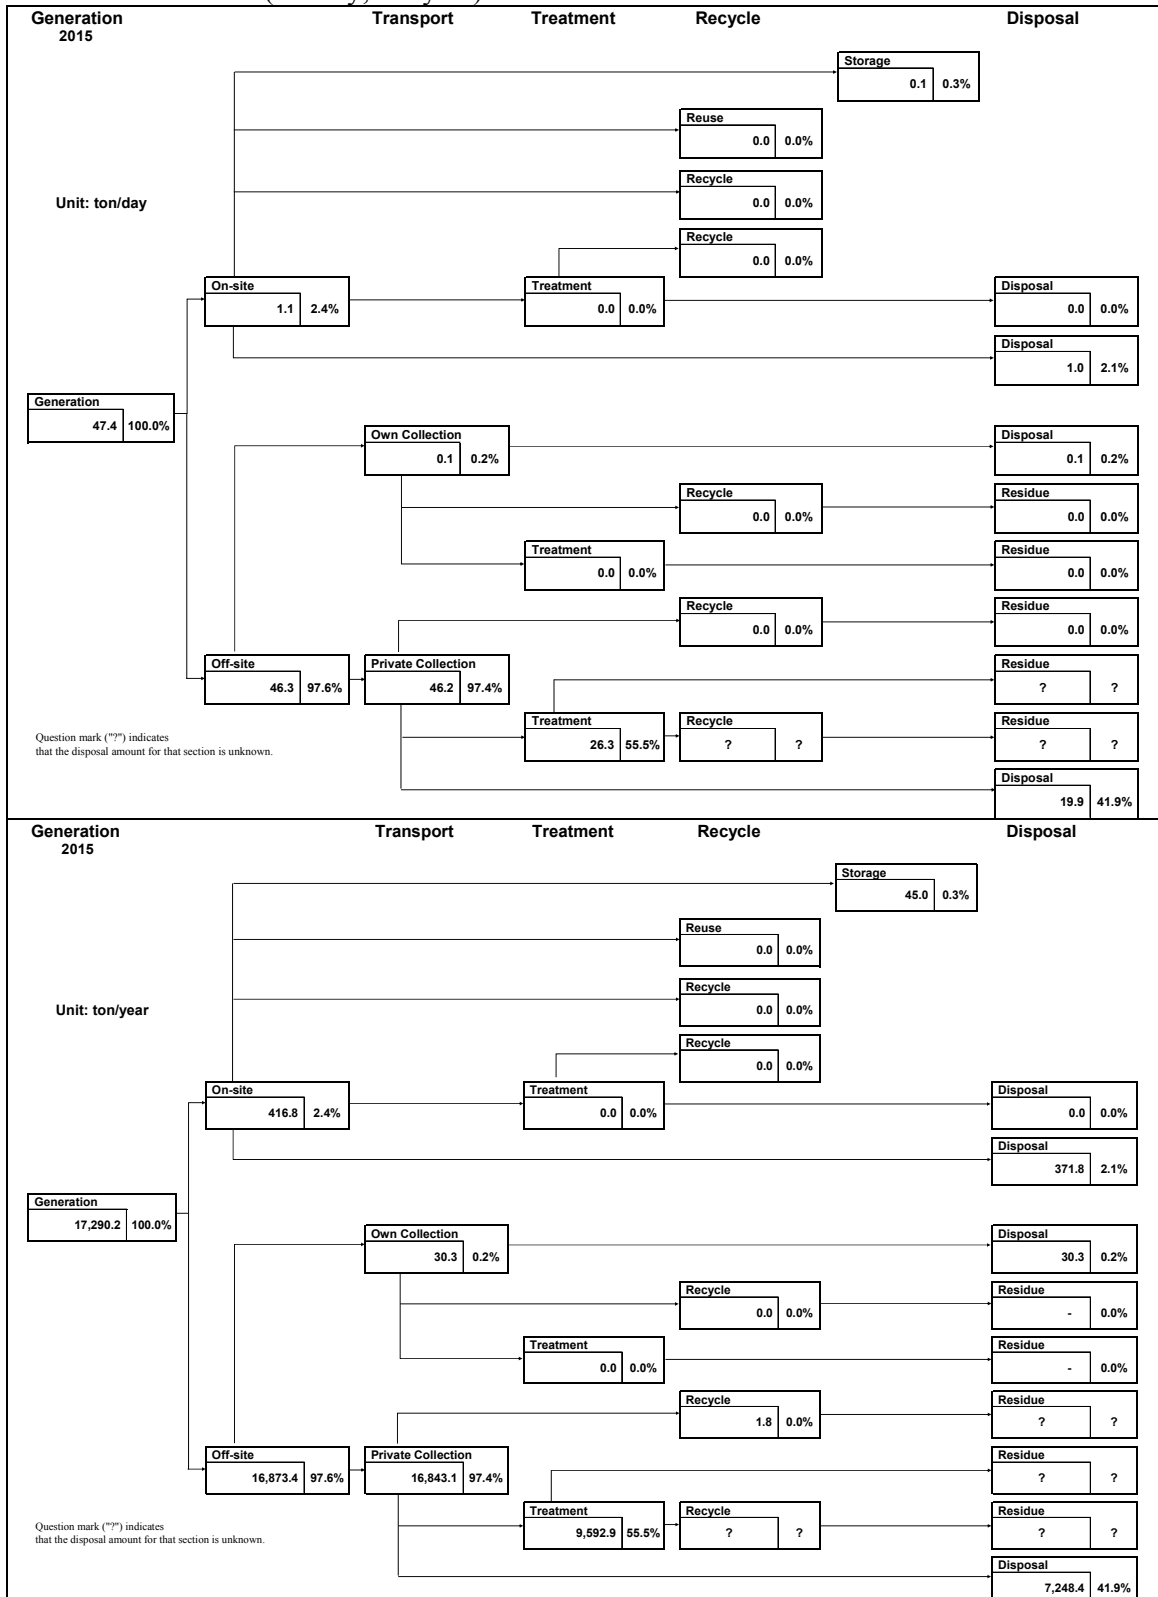 Generation Transport Treatment Recycle Disposal
2015
Storage
0.1 0.3%
Reuse
0.0 0.0%
Recycle
Unit: ton/day
0.0 0.0%
Recycle
0.0 0.0%
On-site Treatment Disposal
1.1 2.4% 0.0 0.0% 0.0 0.0%
Disposal
1.0 2.1%
Generation
47.4 100.0%
Own Collection Disposal
0.1 0.2% 0.1 0.2%
Recycle Residue
0.0 0.0% 0.0 0.0%
Treatment Residue
0.0 0.0% 0.0 0.0%
Recycle Residue
0.0 0.0% 0.0 0.0%
Off-site Private Collection Residue
46.3 97.6% 46.2 97.4% ? ?
Treatment Recycle Residue
26.3 55.5% ? ? ? ?
Question mark ("?") indicates
that the disposal amount for that section is unknown.
Disposal
19.9 41.9%
Generation Transport Treatment Recycle Disposal
2015
Storage
45.0 0.3%
Reuse
0.0 0.0%
Recycle
Unit: ton/year
0.0 0.0%
Recycle
0.0 0.0%
On-site Treatment Disposal
416.8 2.4% 0.0 0.0% 0.0 0.0%
Disposal
371.8 2.1%
Generation
17,290.2 100.0%
Own Collection Disposal
30.3 0.2% 30.3 0.2%
Recycle Residue
0.0 0.0% - 0.0%
Treatment Residue
0.0 0.0% - 0.0%
Recycle Residue
1.8 0.0% ? ?
Off-site Private Collection Residue
16,873.4 97.6% 16,843.1 97.4% ? ?
Treatment Recycle Residue
9,592.9 55.5% ? ? ? ?
Question mark ("?") indicates
that the disposal amount for that section is unknown.
Disposal
7,248.4 41.9%